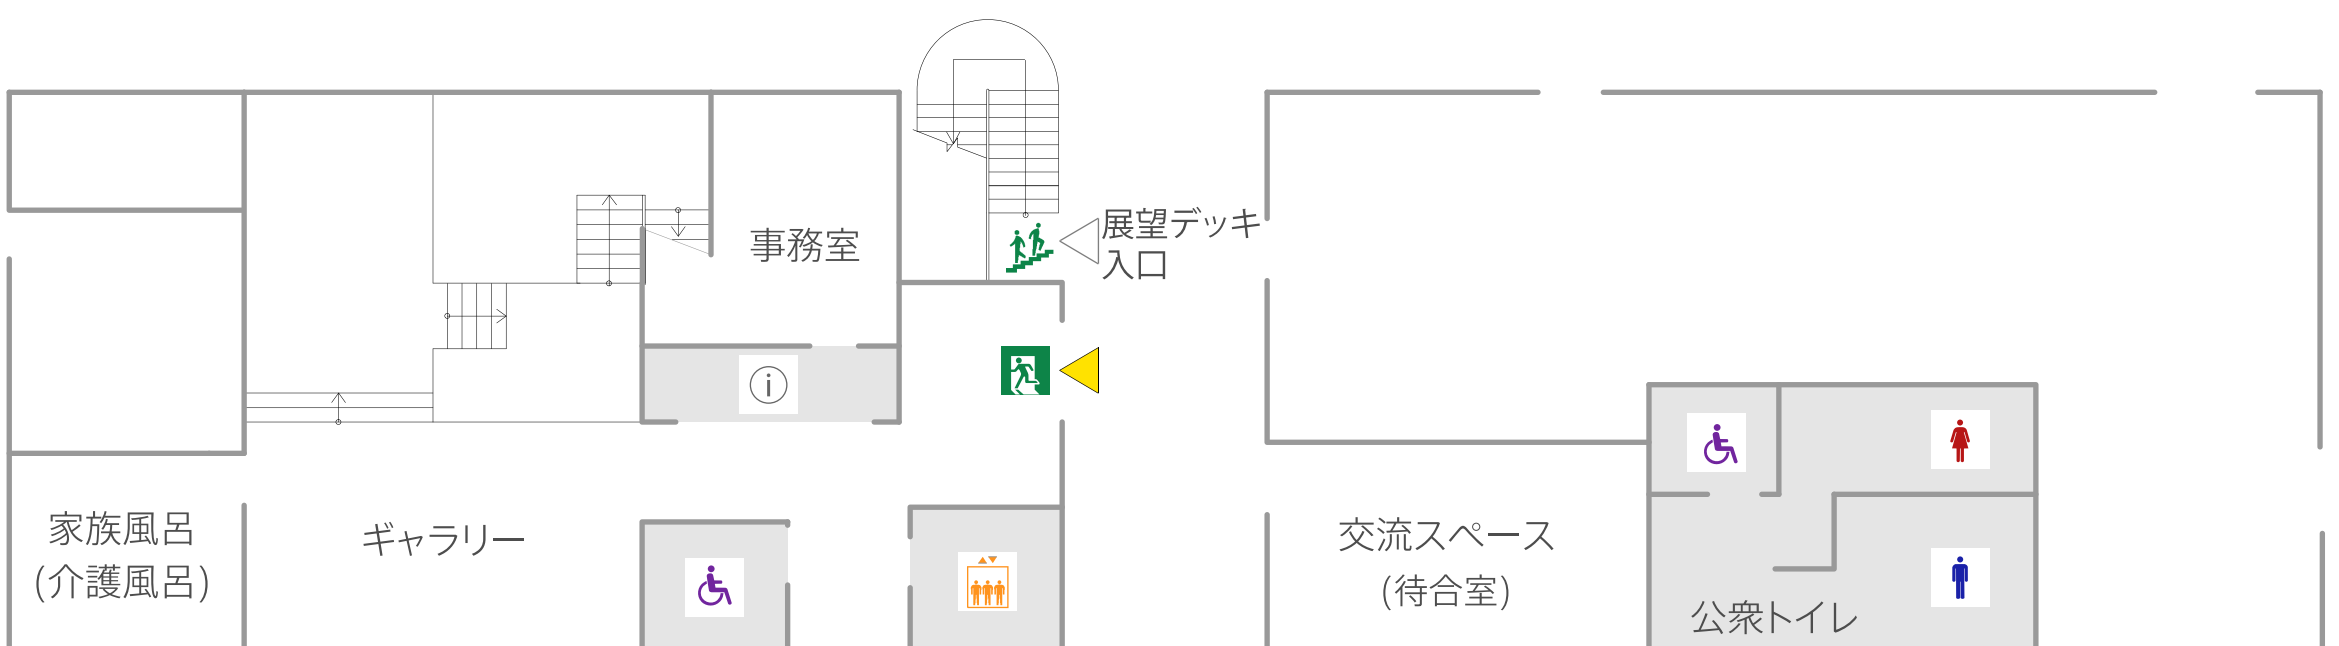 事務室
展望デッキ
入口
家族風呂
(介護風呂)
ギャラリー
交流スペース
(待合室)
公衆トイレ